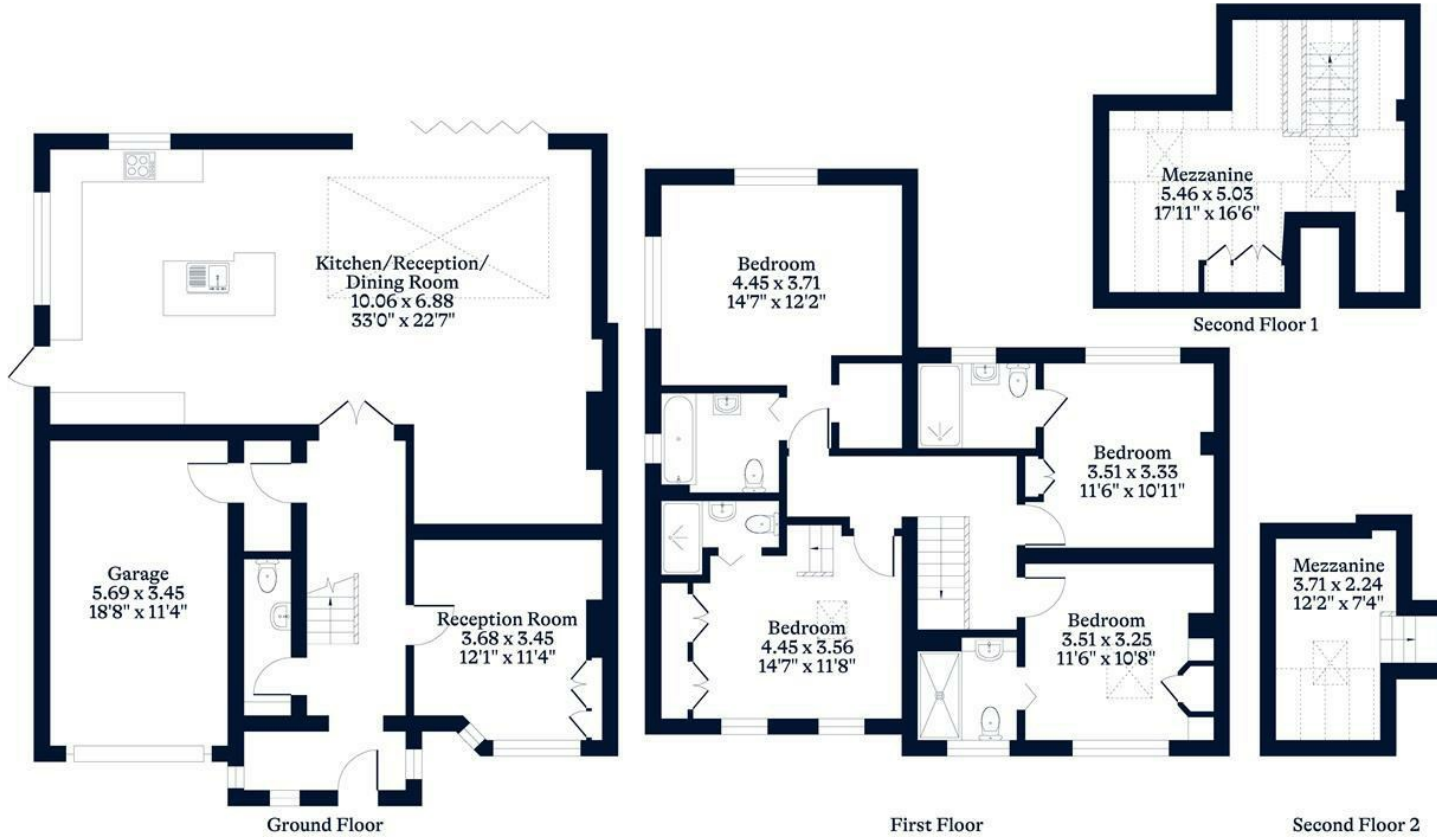 Kitchen/Reception/
Dining Room
10.06 x 6.88
33'0" x 22'7"
Garage
5.69 x 3.45
18'8" x 11'4"
Reception Room
3.68 x 3.45
12'1" x 11'4"
Ground Floor
Bedroom
4.45 x 3.71
14'7" x 12'2"
Bedroom
3.51 x 3.33
11'6" x 10'11"
Bedroom
4.45 x 3.56
14'7" x 11'8"
Bedroom
3.51 x 3.25
11'6" x 10'8"
First Floor
Mezzanine
5.46 x 5.03
17'11" x 16'6"
Second Floor 1
Mezzanine
3.71 x 2.24
12'2" x 7'4"
Second Floor 2